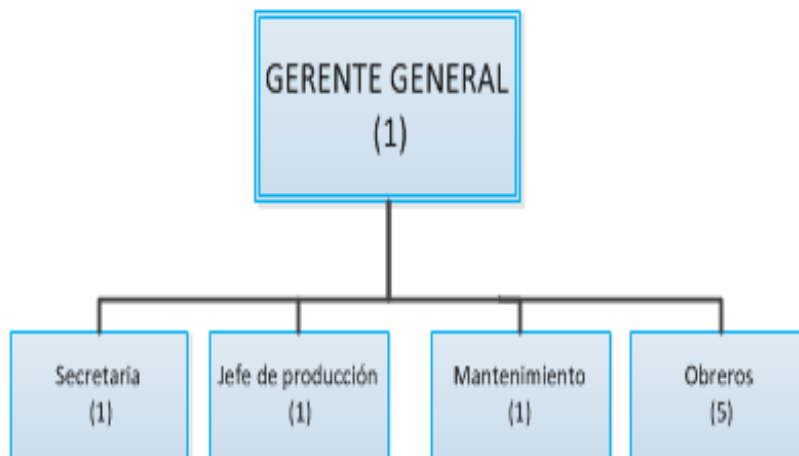 GERENTE GENERAL
(1)
Secretaria
(1)
Jefe de producción
(1)
Mantenimiento
(1)
Obreros
(5)